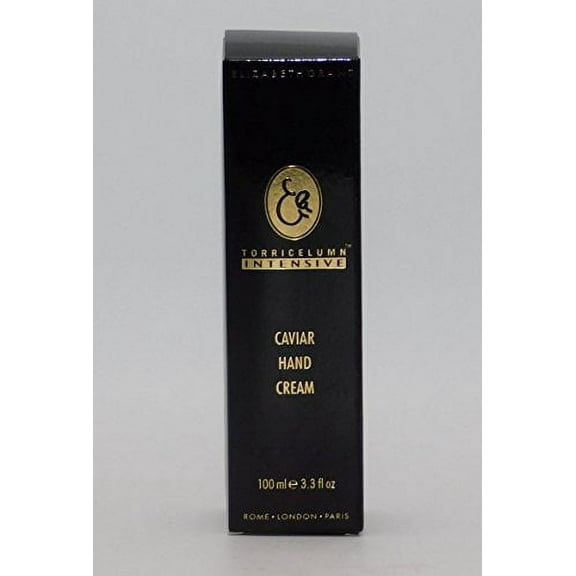 ELIZABETH GRANT
TORRICELUMN™
INTENSIVE
CAVIAR
HAND
CREAM
100 ml e 3.3 fl oz
ROME • LONDON • PARIS